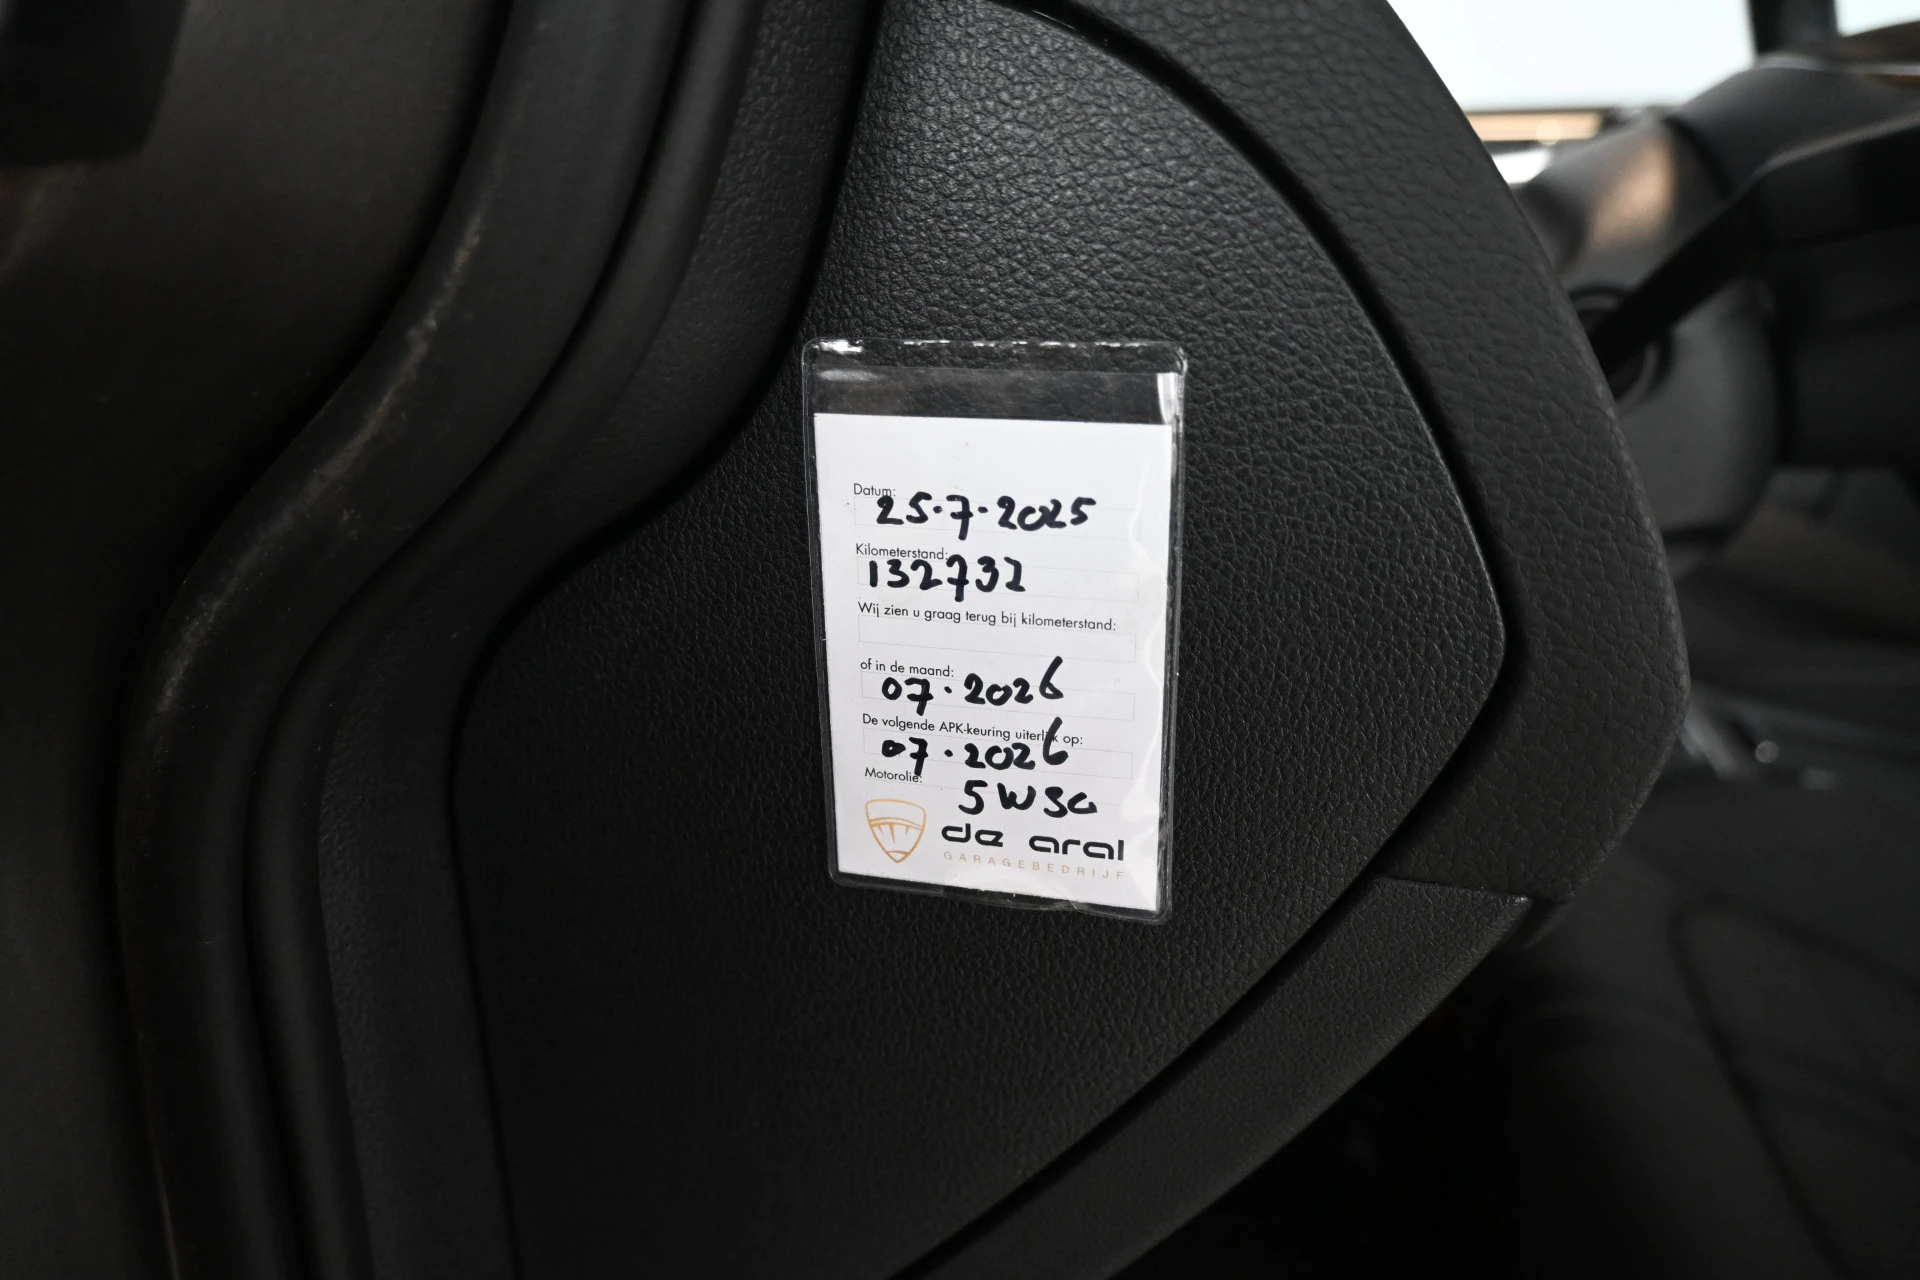 Datum:
25-7-2025
Kilometerstand:
132732
Wij zien u graag terug bij kilometerstand:
of in de maand:
07-2026
De volgende APK-keuring uiterlijk op:
07-2026
Motorolie:
5W30
de aral
GARAGEBEDRIJF